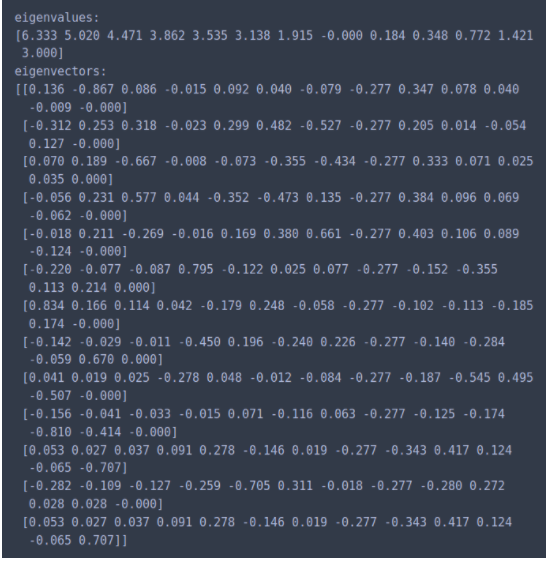 eigenvalues:
[6.333 5.020 4.471 3.862 3.535 3.138 1.915 -0.000 0.184 0.348 0.772 1.421
3.000]
eigenvectors:
[[0.136 -0.867 0.086 -0.015 0.092 0.040 -0.079 -0.277 0.347 0.078 0.040
-0.009 -0.000]
[-0.312 0.253 0.318 -0.023 0.299 0.482 -0.527 -0.277 0.205 0.014 -0.054
0.127 -0.000]
[0.070 0.189 -0.667 -0.008 -0.073 -0.355 -0.434 -0.277 0.333 0.071 0.025
0.035 0.000]
[-0.056 0.231 0.577 0.044 -0.352 -0.473 0.135 -0.277 0.384 0.096 0.069
-0.062 -0.000]
[-0.018 0.211 -0.269 -0.016 0.169 0.380 0.661 -0.277 0.403 0.106 0.089
-0.124 -0.000]
[-0.220 -0.077 -0.087 0.795 -0.122 0.025 0.077 -0.277 -0.152 -0.355
0.113 0.214 0.000]
[0.834 0.166 0.114 0.042 -0.179 0.248 -0.058 -0.277 -0.102 -0.113 -0.185
0.174 -0.000]
[-0.142 -0.029 -0.011 -0.450 0.196 -0.240 0.226 -0.277 -0.140 -0.284
-0.059 0.670 0.000]
[0.041 0.019 0.025 -0.278 0.048 -0.012 -0.084 -0.277 -0.187 -0.545 0.495
-0.507 -0.000]
[-0.156 -0.041 -0.033 -0.015 0.071 -0.116 0.063 -0.277 -0.125 -0.174
-0.810 -0.414 -0.000]
[0.053 0.027 0.037 0.091 0.278 -0.146 0.019 -0.277 -0.343 0.417 0.124
-0.065 -0.707]
[-0.282 -0.109 -0.127 -0.259 -0.705 0.311 -0.018 -0.277 -0.280 0.272
0.028 0.028 -0.000]
[0.053 0.027 0.037 0.091 0.278 -0.146 0.019 -0.277 -0.343 0.417 0.124
-0.065 0.707]]